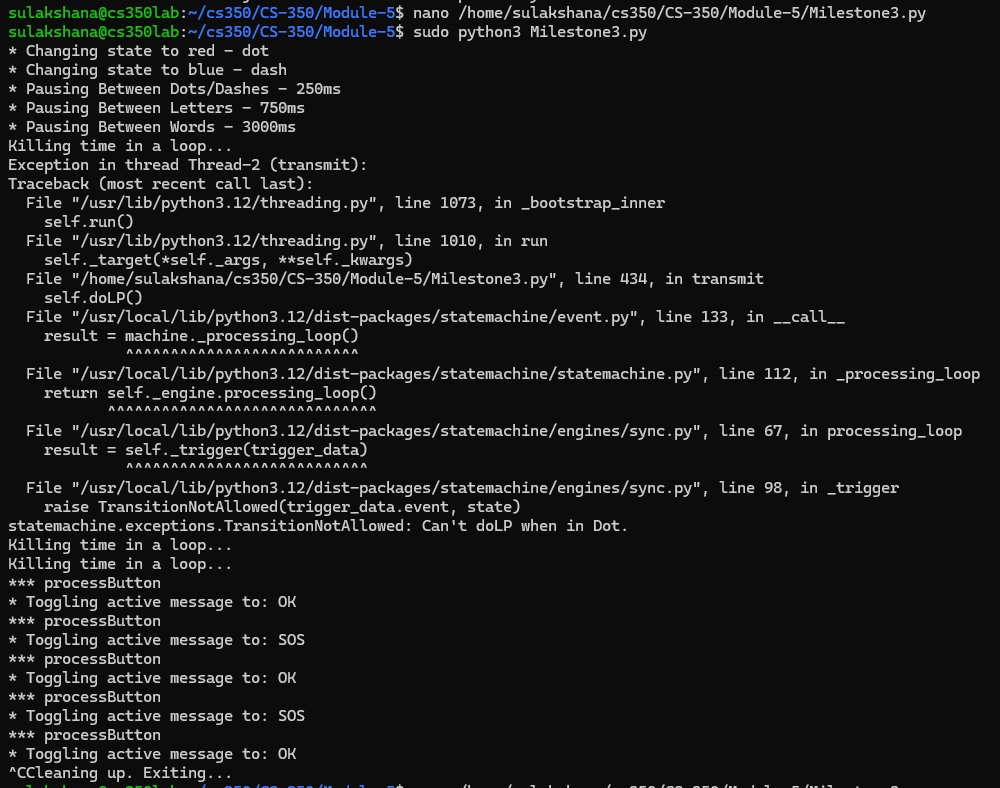 sulakshana@cs350lab:~/cs350/CS-350/Module-5$ nano /home/sulakshana/cs350/CS-350/Module-5/Milestone3.py
sulakshana@cs350lab:~/cs350/CS-350/Module-5$ sudo python3 Milestone3.py
* Changing state to red - dot
* Changing state to blue - dash
* Pausing Between Dots/Dashes - 250ms
* Pausing Between Letters - 750ms
* Pausing Between Words - 3000ms
Killing time in a loop...
Exception in thread Thread-2 (transmit):
Traceback (most recent call last):
  File "/usr/lib/python3.12/threading.py", line 1073, in _bootstrap_inner
    self.run()
  File "/usr/lib/python3.12/threading.py", line 1010, in run
    self._target(*self._args, **self._kwargs)
  File "/home/sulakshana/cs350/CS-350/Module-5/Milestone3.py", line 434, in transmit
    self.doLP()
  File "/usr/local/lib/python3.12/dist-packages/statemachine/event.py", line 133, in __call__
    result = machine._processing_loop()
             ^^^^^^^^^^^^^^^^^^^^^^^^^^
  File "/usr/local/lib/python3.12/dist-packages/statemachine/statemachine.py", line 112, in _processing_loop
    return self._engine.processing_loop()
           ^^^^^^^^^^^^^^^^^^^^^^^^^^^^^^
  File "/usr/local/lib/python3.12/dist-packages/statemachine/engines/sync.py", line 67, in processing_loop
    result = self._trigger(trigger_data)
             ^^^^^^^^^^^^^^^^^^^^^^^^^^^
  File "/usr/local/lib/python3.12/dist-packages/statemachine/engines/sync.py", line 98, in _trigger
    raise TransitionNotAllowed(trigger_data.event, state)
statemachine.exceptions.TransitionNotAllowed: Can't doLP when in Dot.
Killing time in a loop...
Killing time in a loop...
*** processButton
* Toggling active message to: OK
*** processButton
* Toggling active message to: SOS
*** processButton
* Toggling active message to: OK
*** processButton
* Toggling active message to: SOS
*** processButton
* Toggling active message to: OK
^CCleaning up. Exiting...